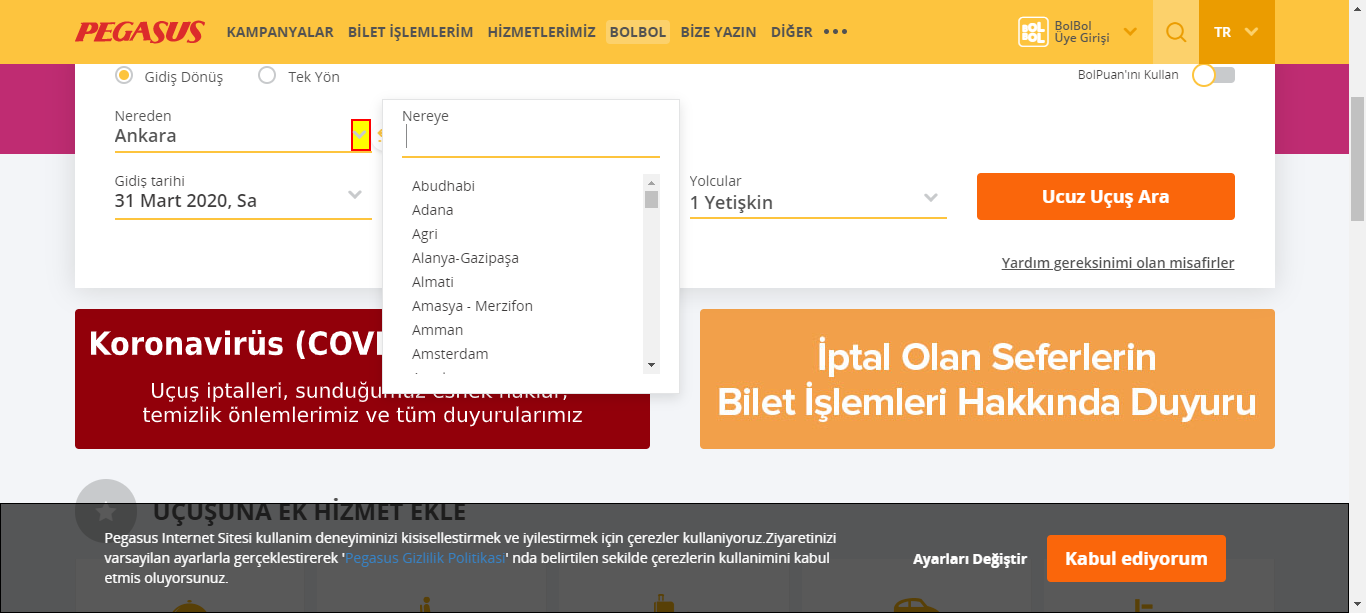 PEGASUS
KAMPANYALAR BİLET İŞLEMLERİM HİZMETLERİMİZ BOLBOL BİZE YAZIN DİĞER
BOL BOL
BolBol
Üye Girişi
TR
Gidiş Dönüş
Tek Yön
BolPuan'ını Kullan
Nereden
Ankara
Nereye
Gidiş tarihi
31 Mart 2020, Sa
Abudhabi
Adana
Agri
Alanya-Gazipaşa
Almati
Amasya - Merzifon
Amman
Amsterdam
Yolcular
1 Yetişkin
Ucuz Uçuş Ara
Yardım gereksinimi olan misafirler
Koronavirüs (COVI
Uçuş iptalleri, sunduğumuz esnek haklar,
temizlik önlemlerimiz ve tüm duyurularımız
İptal Olan Seferlerin
Bilet İşlemleri Hakkında Duyuru
UÇUŞUNA EK HİZMET EKLE
Pegasus Internet Sitesi kullanim deneyiminizi kisisellestirmek ve iyilestirmek için çerezler kullaniyoruz.Ziyaretinizi
varsayilan ayarlarla gerçeklestirerek 'Pegasus Gizlilik Politikasi' nda belirtilen sekilde çerezlerin kullanimini kabul
etmis oluyorsunuz.
Ayarları Değiştir
Kabul ediyorum